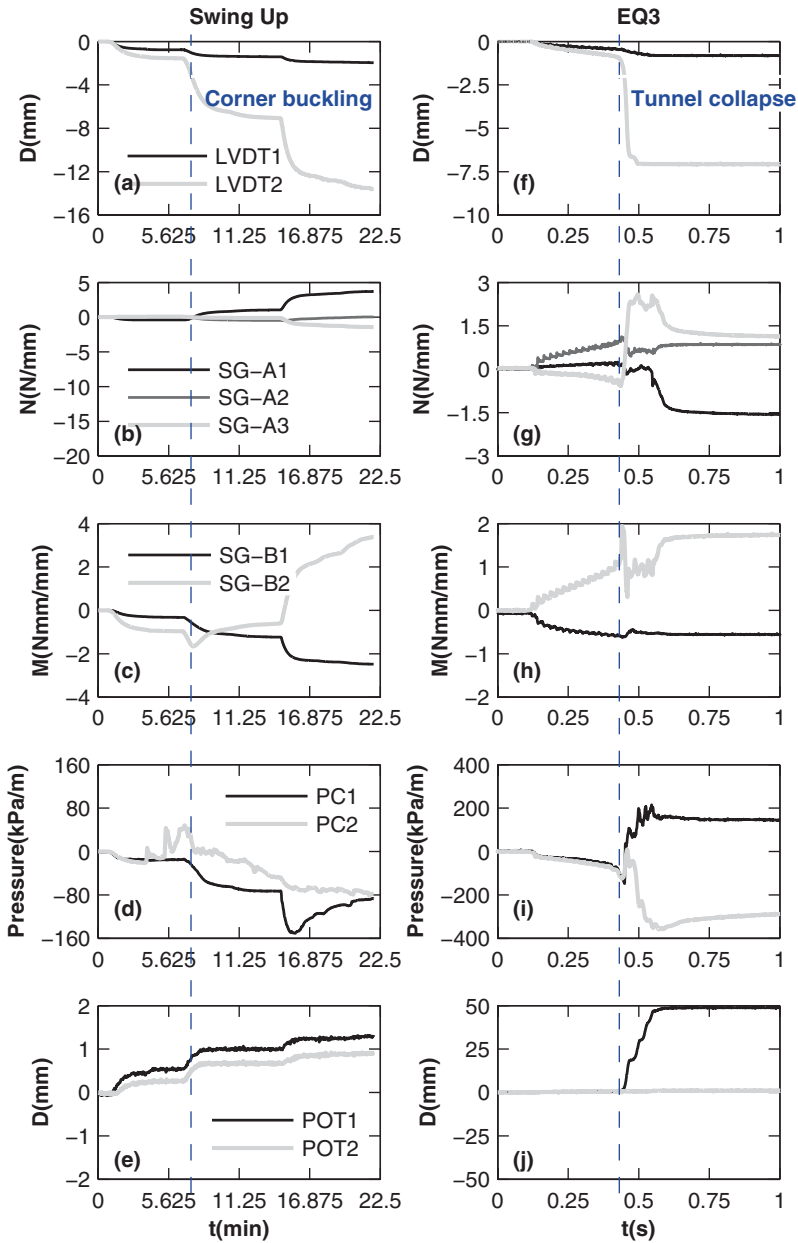 Swing Up
EQ3
0
−4
−8
−12
−16
D(mm)
Corner buckling
LVDT1
LVDT2
(a)
0 5.625 11.25 16.875 22.5
0
−2.5
−5
−7.5
−10
D(mm)
Tunnel collapse
(f)
0 0.25 0.5 0.75 1
5
0
−5
−10
−15
−20
N(N/mm)
SG−A1
SG−A2
SG−A3
(b)
0 5.625 11.25 16.875 22.5
3
1.5
0
−1.5
−3
N(N/mm)
(g)
0 0.25 0.5 0.75 1
4
2
0
−2
−4
M(Nmm/mm)
SG−B1
SG−B2
(c)
0 5.625 11.25 16.875 22.5
2
1
0
−1
−2
M(Nmm/mm)
(h)
0 0.25 0.5 0.75 1
160
80
0
−80
−160
Pressure(kPa/m)
PC1
PC2
(d)
0 5.625 11.25 16.875 22.5
400
200
0
−200
−400
Pressure(kPa/m)
(i)
0 0.25 0.5 0.75 1
2
1
0
−1
−2
D(mm)
POT1
POT2
(e)
0 5.625 11.25 16.875 22.5
t(min)
50
25
0
−25
−50
D(mm)
(j)
0 0.25 0.5 0.75 1
t(s)